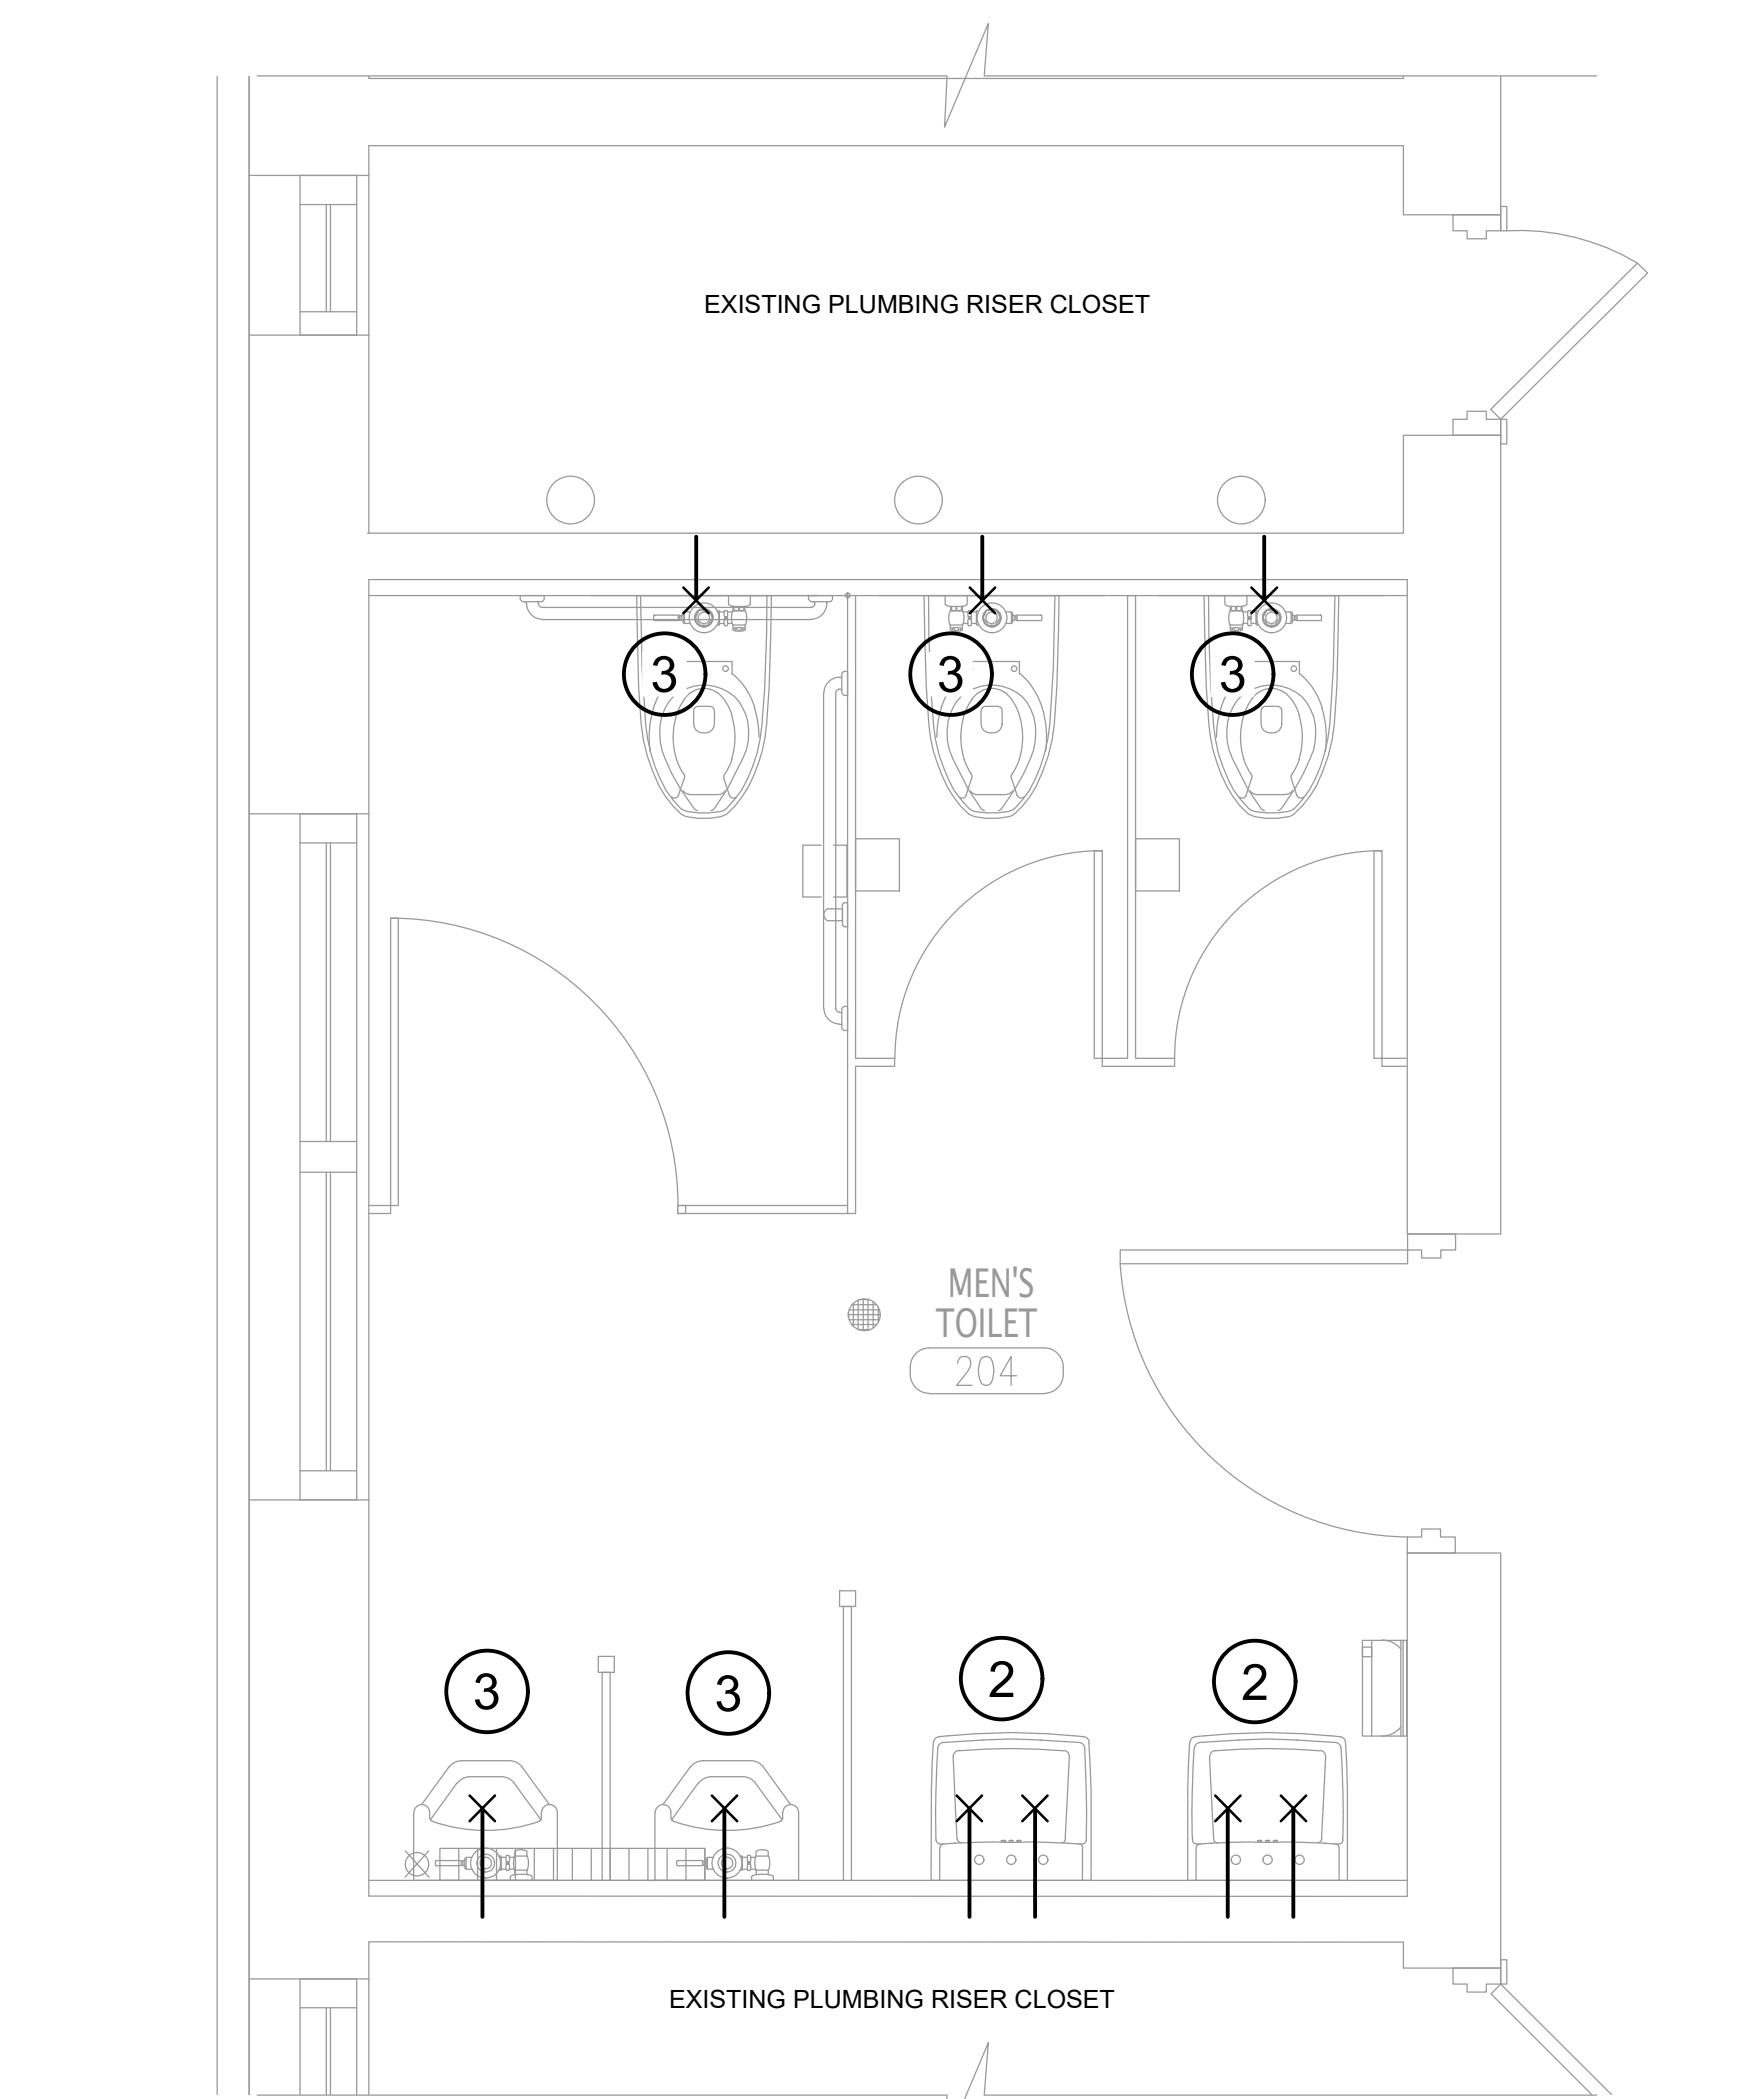 EXISTING PLUMBING RISER CLOSET
3 3 3
MEN'S
TOILET
204
3 3 2 2
EXISTING PLUMBING RISER CLOSET